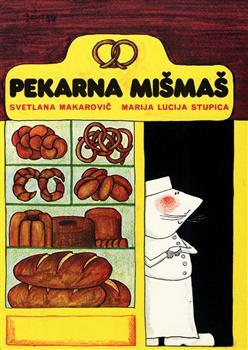 PEKARNA MIŠMAŠ
SVETLANA MAKAROVIČ MARIJA LUCIJA STUPICA